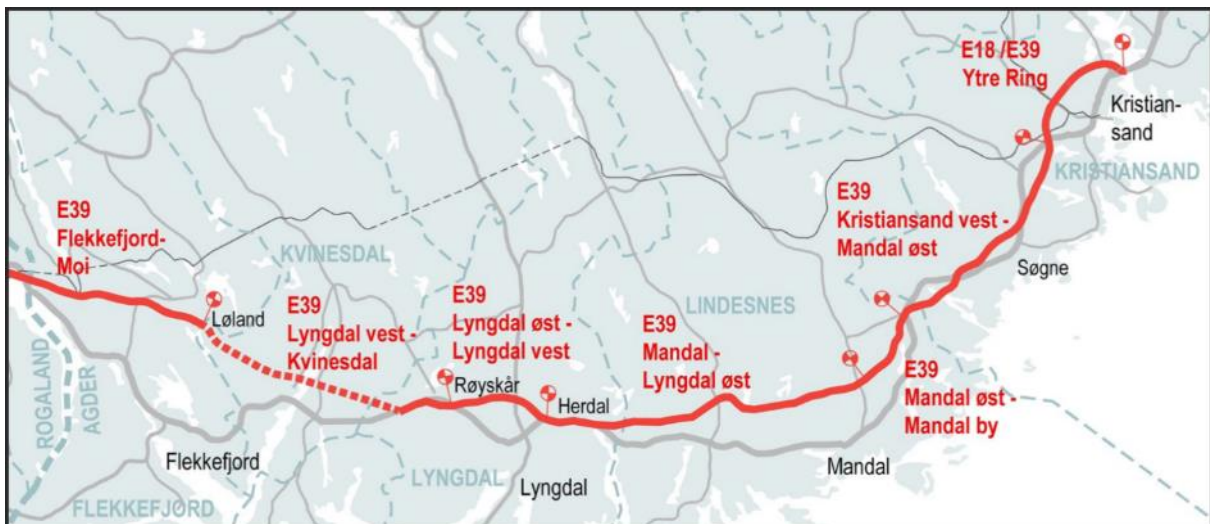 E18 /E39
Ytre Ring
Kristian-
sand
KRISTIANSAND
E39
Kristiansand vest -
Mandal øst
Søgne
E39
Flekkefjord-
Moi
KVINESDAL
Løland
E39
Lyngdal vest -
Kvinesdal
E39
Lyngdal øst -
Lyngdal vest
LINDESNES
E39
Mandal -
Lyngdal øst
Røyskår
Herdal
E39
Mandal øst -
Mandal by
ROGALAND
AGDER
Flekkefjord
LYNGDAL
Lyngdal
Mandal
FLEKKEFJORD